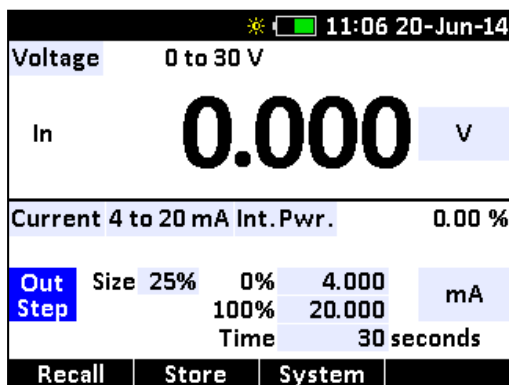 11:06 20-Jun-14
Voltage 0 to 30 V
In 0.000 V
Current 4 to 20 mA Int.Pwr. 0.00 %
Out Step Size 25% 0% 4.000 mA
100% 20.000
Time 30 seconds
Recall Store System